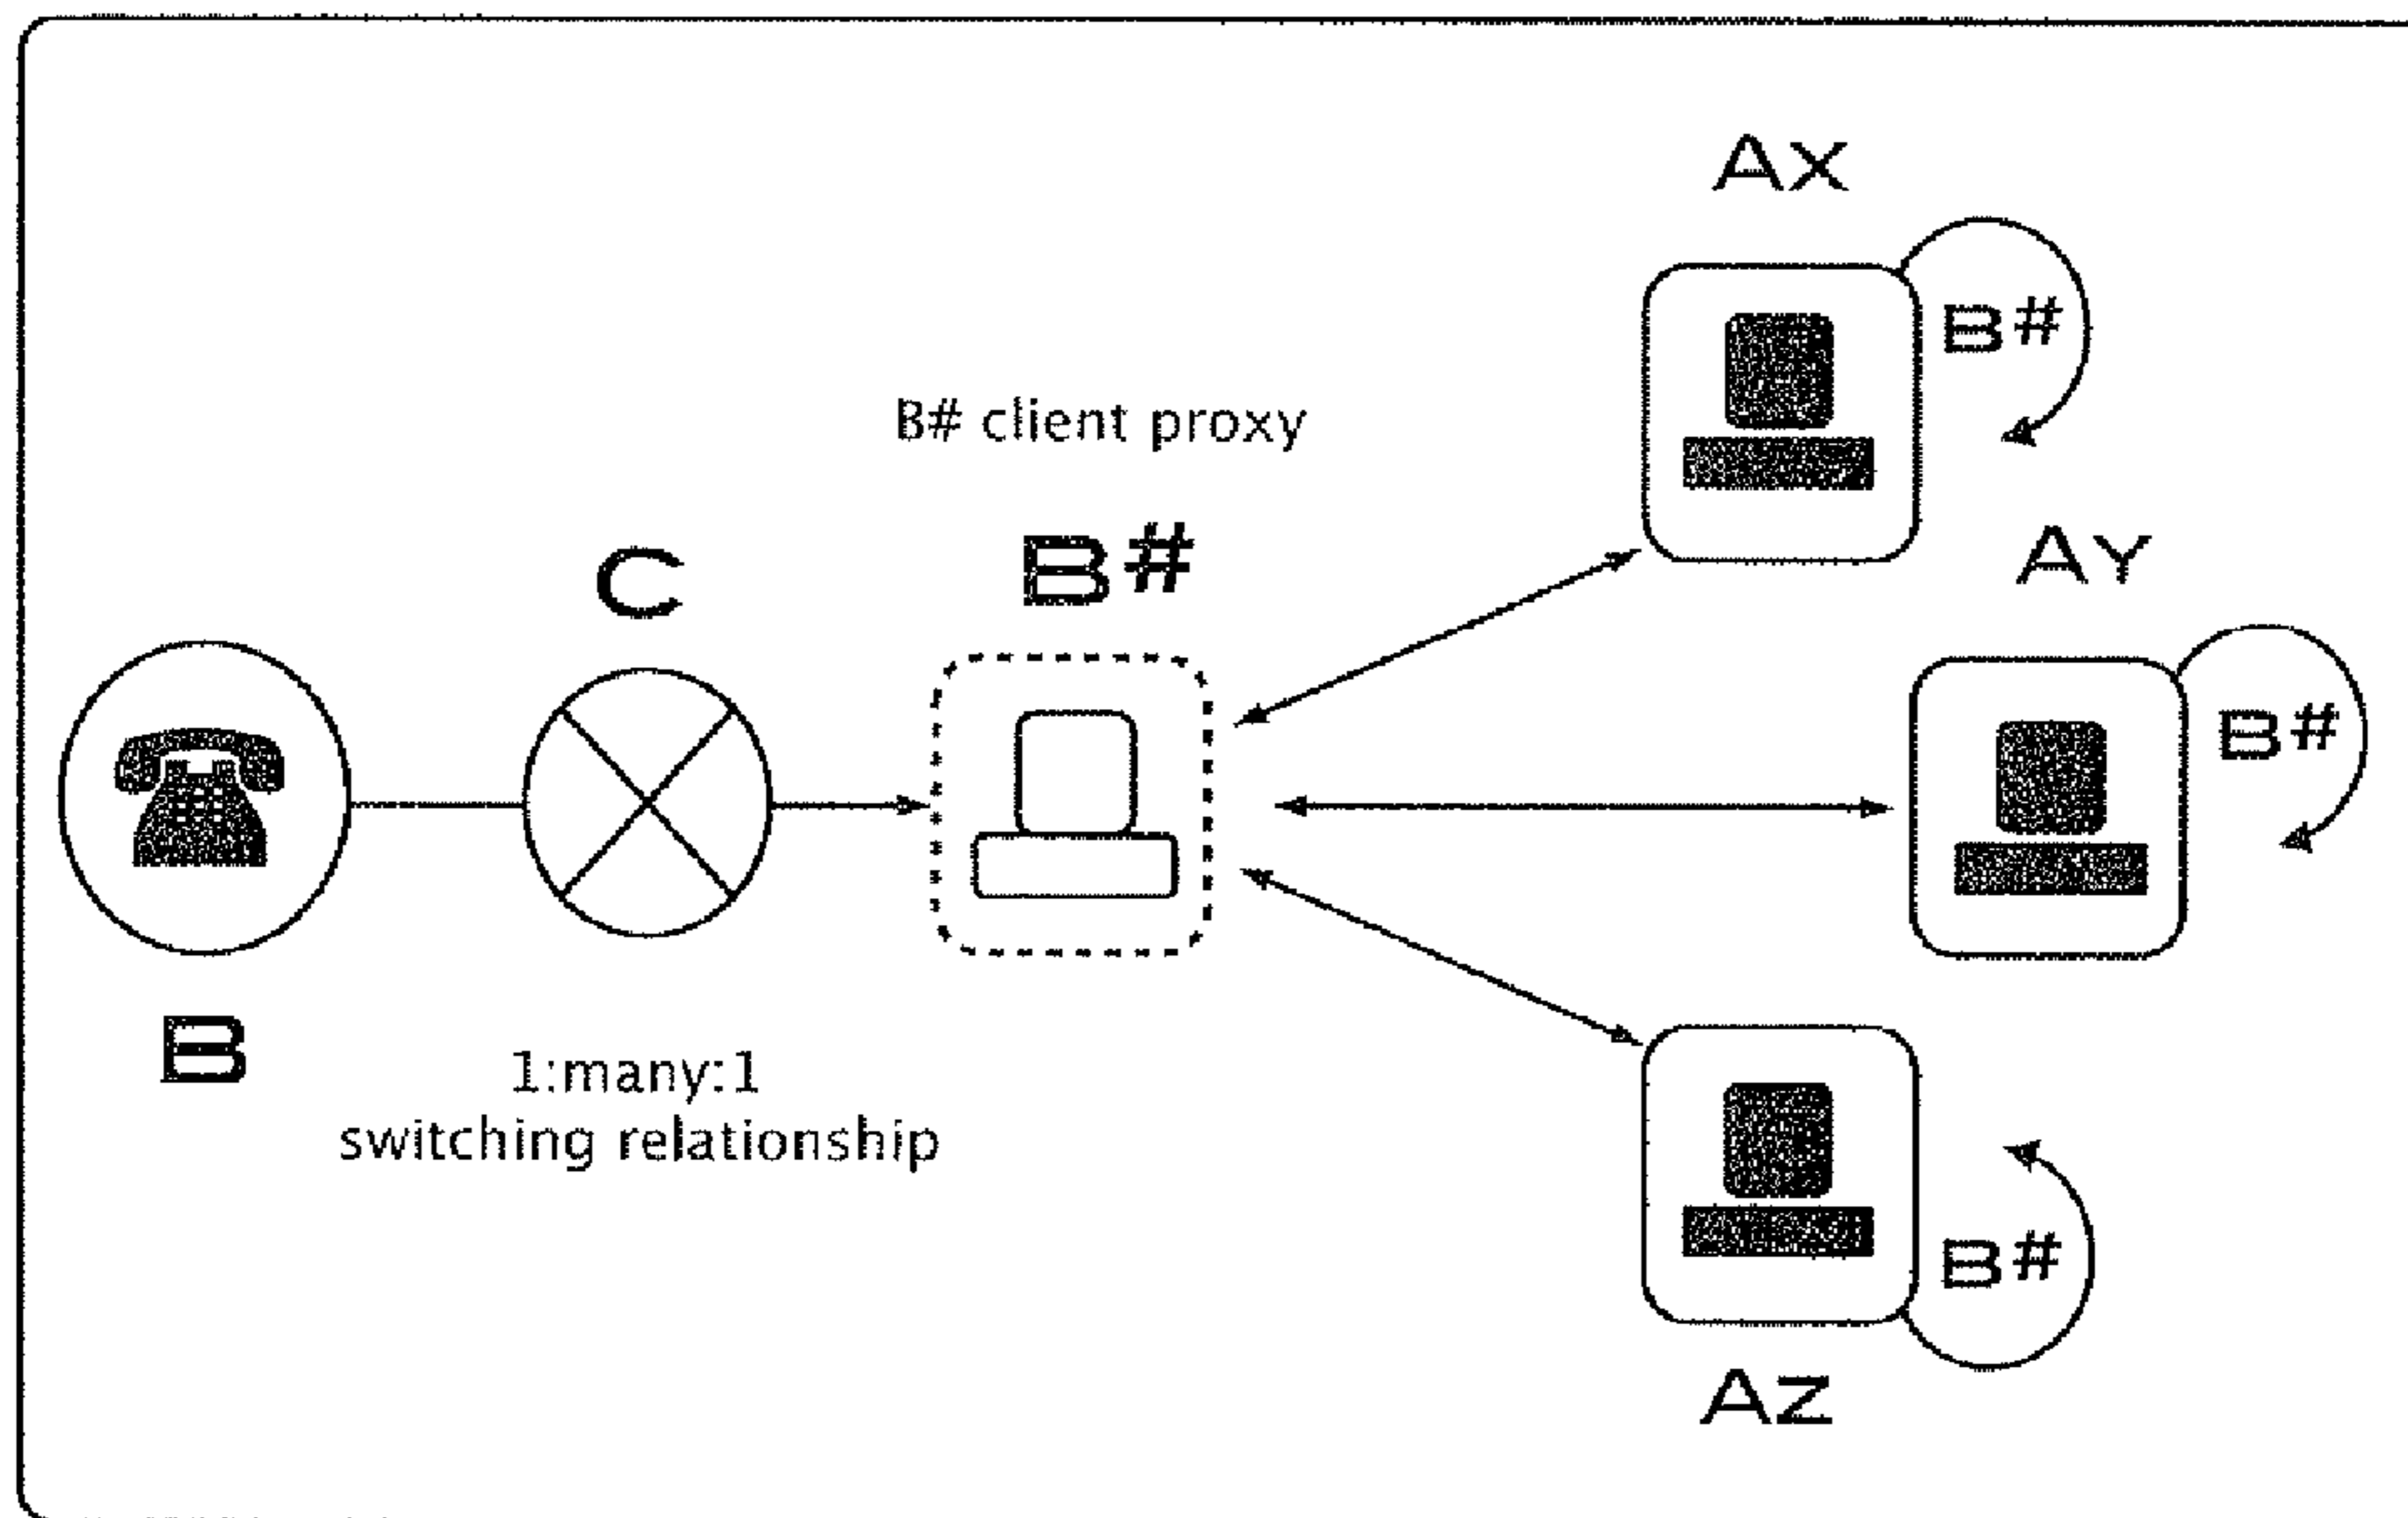 AX
B#
B# client proxy
AY
C
B#
B#
B
1:many:1
switching relationship
B#
AZ